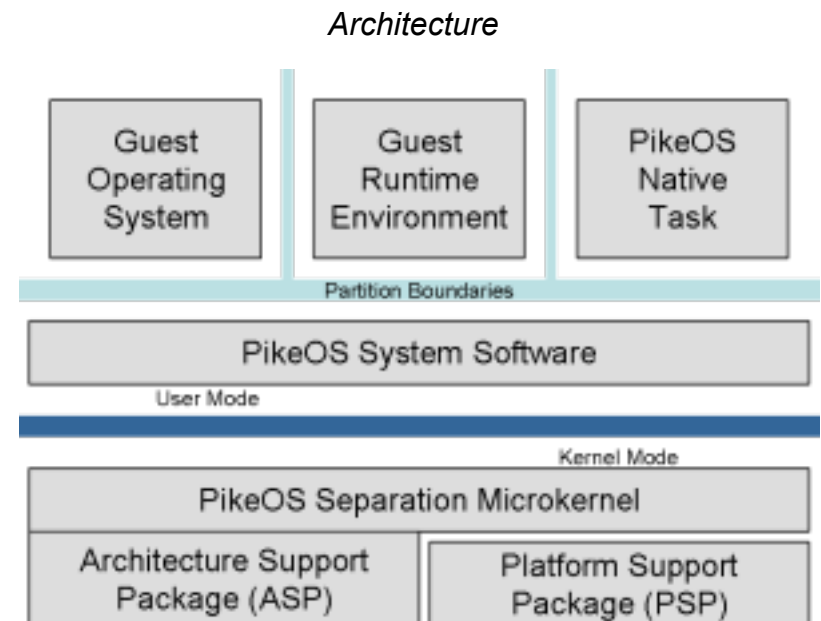 Architecture
Guest
Operating
System
Guest
Runtime
Environment
PikeOS
Native
Task
Partition Boundaries
PikeOS System Software
User Mode
Kernel Mode
PikeOS Separation Microkernel
Architecture Support
Package (ASP)
Platform Support
Package (PSP)